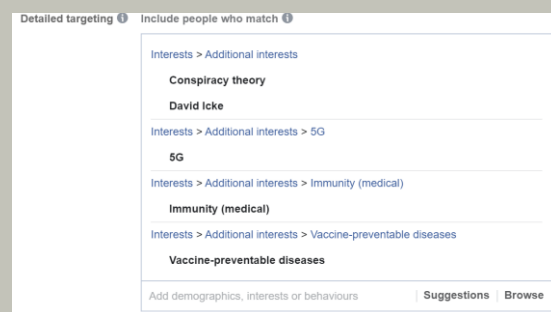 Detailed targeting Include people who match
Interests > Additional interests
Conspiracy theory
David Icke
Interests > Additional interests > 5G
5G
Interests > Additional interests > Immunity (medical)
Immunity (medical)
Interests > Additional interests > Vaccine-preventable diseases
Vaccine-preventable diseases
Add demographics, interests or behaviours Suggestions Browse